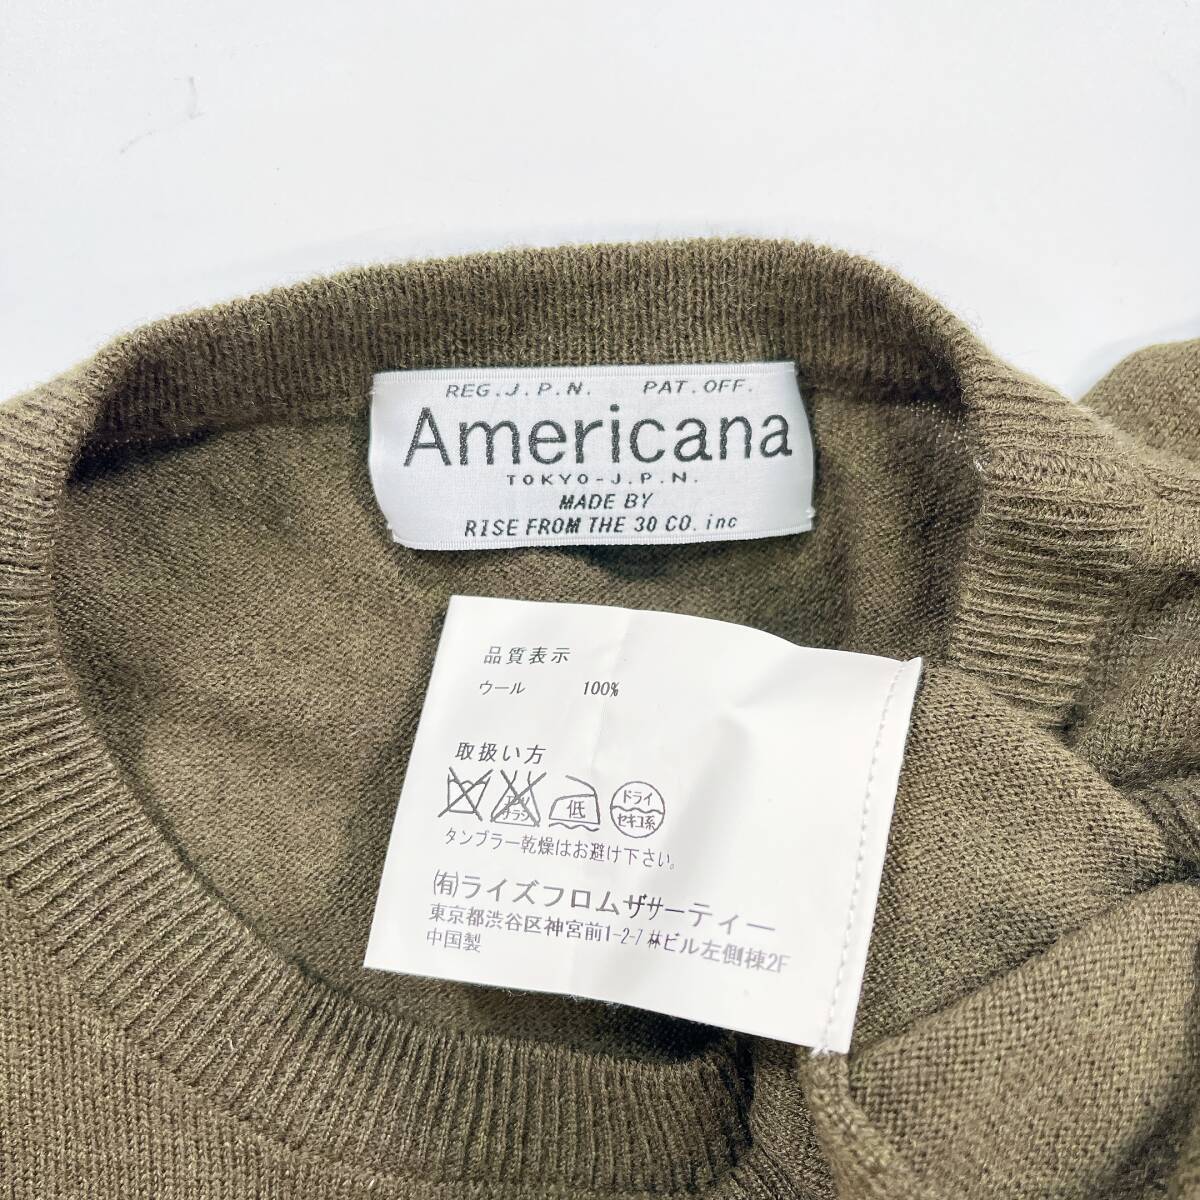 REG.J.P.N. PAT.OFF.
Americana
TOKYO-J.P.N.
MADE BY
RISE FROM THE 30 CO. inc
品質表示
ウール 100%
取扱い方
低
ドライ
セキユ系
タンブラー乾燥はお避け下さい。
(有)ライズフロムザサーティー
東京都渋谷区神宮前1-2-7 林ビル左側棟2F
中国製